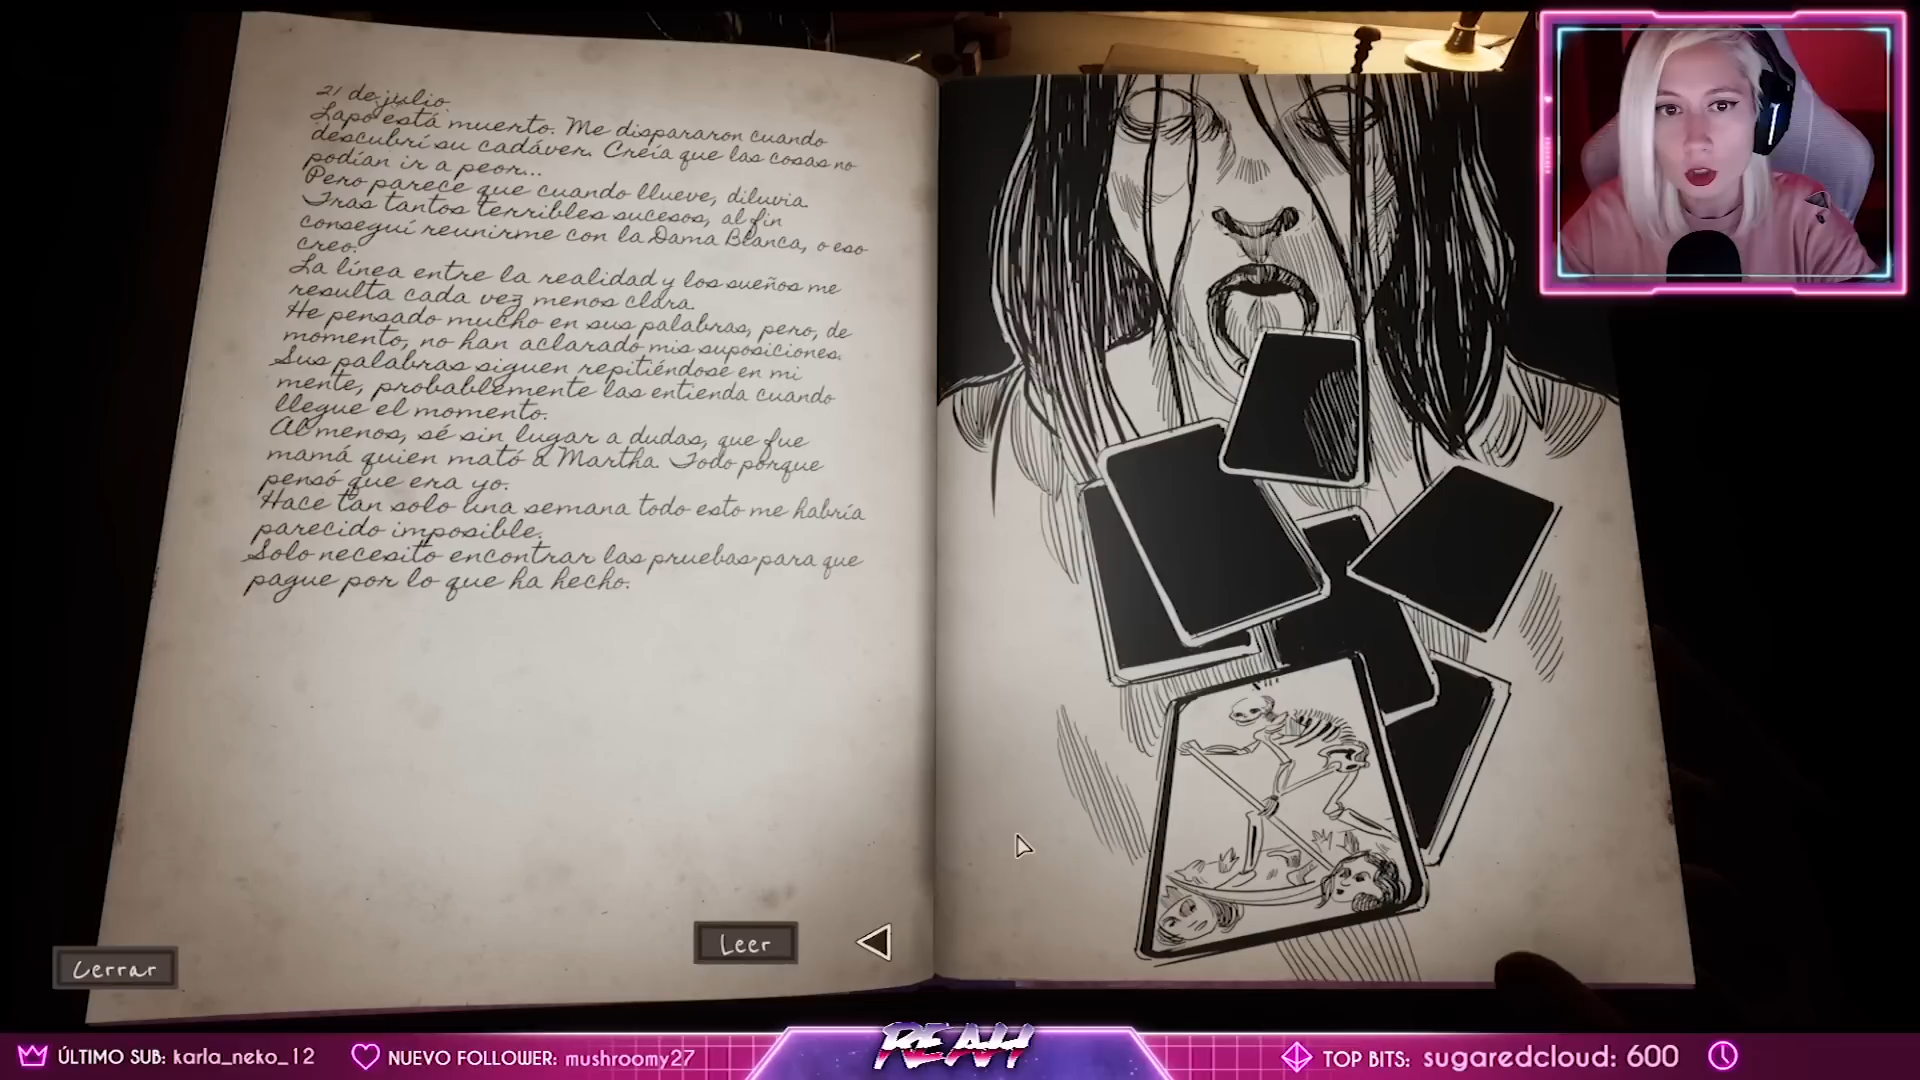 21 de julio
Lapo está muerto. Me dispararon cuando
descubrí su cadáver. Creía que las cosas no
podían ir a peor...
Pero parece que cuando llueve, diluvia.
Tras tantos terribles sucesos, al fin
conseguí reunirme con la Dama Blanca, o eso
creo.
La línea entre la realidad y los sueños me
resulta cada vez menos clara.
He pensado mucho en sus palabras, pero, de
momento, no han aclarado mis suposiciones.
Sus palabras siguen repitiéndose en mi
mente, probablemente las entienda cuando
llegue el momento.
Al menos, sé sin lugar a dudas, que fue
mamá quien mató a Martha. Todo porque
pensó que era yo.
Hace tan solo una semana todo esto me habría
parecido imposible.
Solo necesito encontrar las pruebas para que
pague por lo que ha hecho.
Leer
Cerrar
ÚLTIMO SUB: karla_neko_12
NUEVO FOLLOWER: mushroomy27
REAH
TOP BITS: sugaredcloud: 600